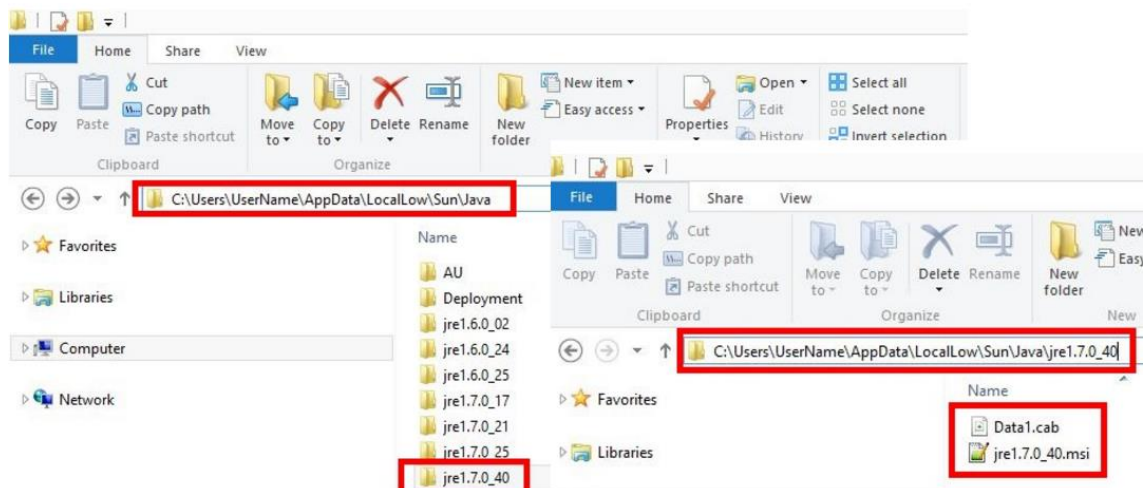 File Home Share View
Cut
Copy path
Paste shortcut
Copy Paste
Clipboard
Move to Copy to Delete Rename
Organize
New folder
New item
Easy access
Properties
Open
Edit
History
Select all
Select none
Invert selection
C:\Users\UserName\AppData\LocalLow\Sun\Java
Favorites
Libraries
Computer
Network
Name
AU
Deployment
jre1.6.0_02
jre1.6.0_24
jre1.6.0_25
jre1.7.0_17
jre1.7.0_21
jre1.7.0_25
jre1.7.0_40
File Home Share View
Cut
Copy path
Paste shortcut
Copy Paste
Clipboard
Move to Copy to Delete Rename
Organize
New folder
New
Easy
New
C:\Users\UserName\AppData\LocalLow\Sun\Java\jre1.7.0_40
Favorites
Libraries
Name
Data1.cab
jre1.7.0_40.msi